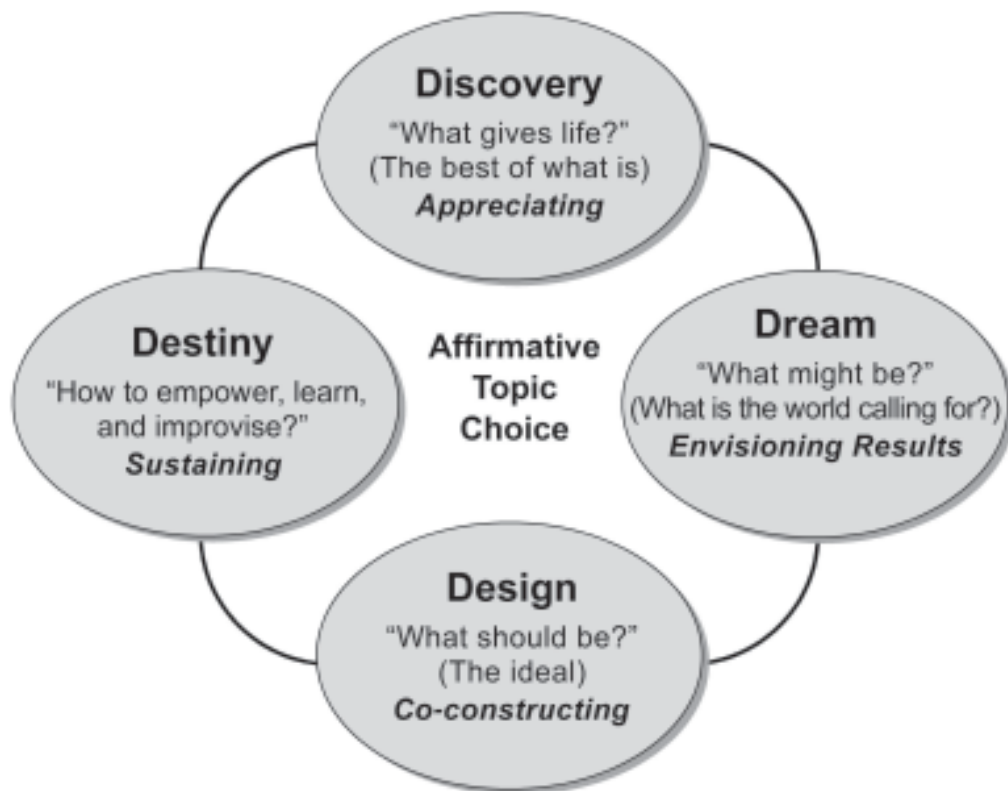 Discovery
“What gives life?”
(The best of what is)
Appreciating
Dream
“What might be?”
(What is the world calling for?)
Envisioning Results
Design
“What should be?”
(The ideal)
Co-constructing
Destiny
“How to empower, learn,
and improvise?”
Sustaining
Affirmative
Topic
Choice